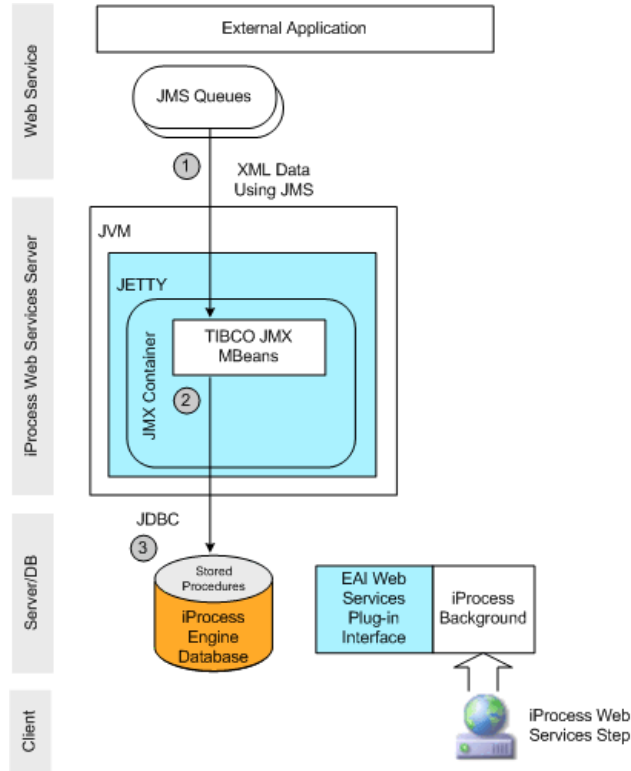 Web Service
External Application
JMS Queues
1
XML Data
Using JMS
iProcess Web Services Server
JVM
JETTY
JMX Container
TIBCO JMX
MBeans
2
Server/DB
JDBC
3
Stored
Procedures
iProcess
Engine
Database
EAI Web
Services
Plug-in
Interface
iProcess
Background
Client
iProcess Web
Services Step